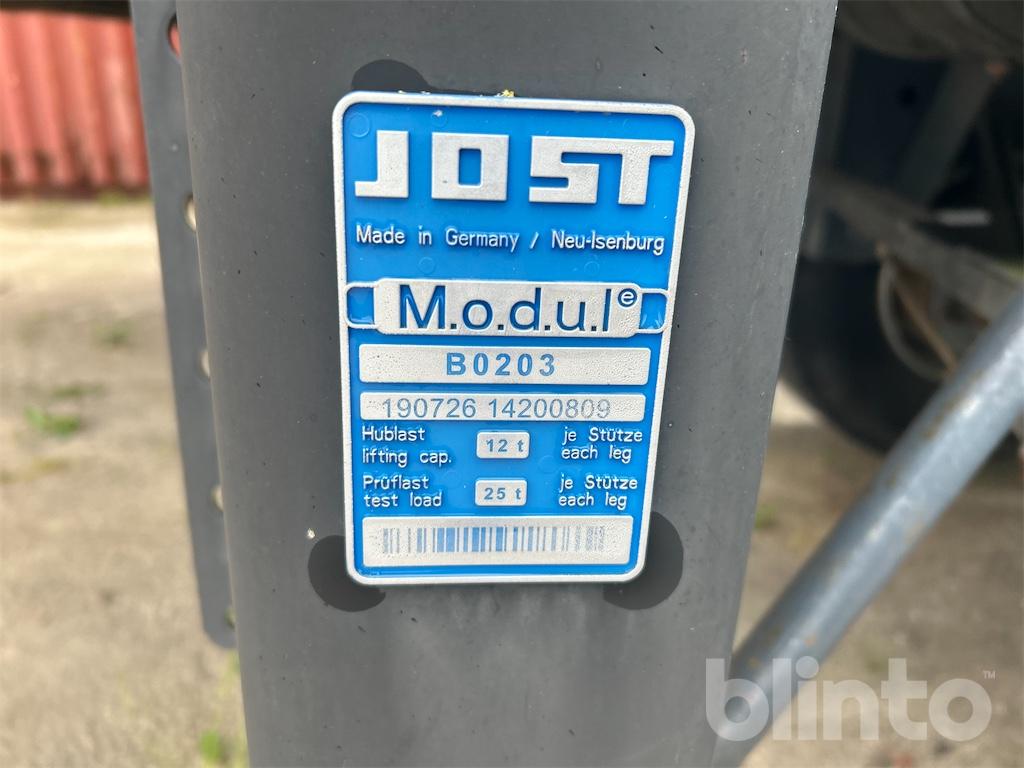 JOST
Made in Germany / Neu-Isenburg
M.o.d.u.l e
B0203
190726 14200809
Hublast 12 t je Stütze
lifting cap. each leg
Prüflast 25 t je Stütze
test load each leg
blinto™